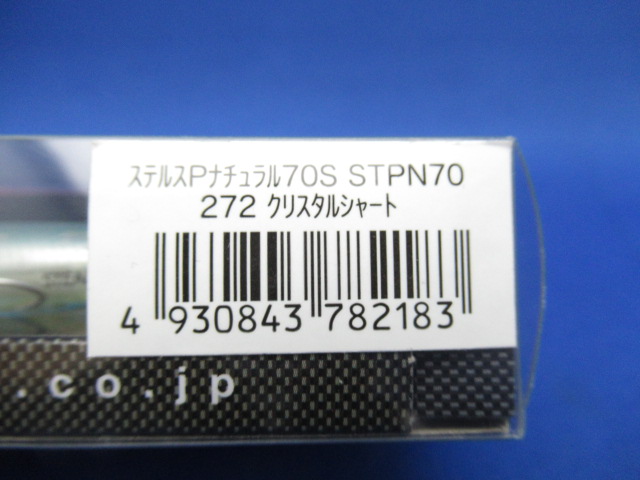 ｽﾃﾙｽPﾅﾁｭﾗﾙ70S STPN70
272 ｸﾘｽﾀﾙｼｬｰﾄ
4 930843 782183
.co.jp